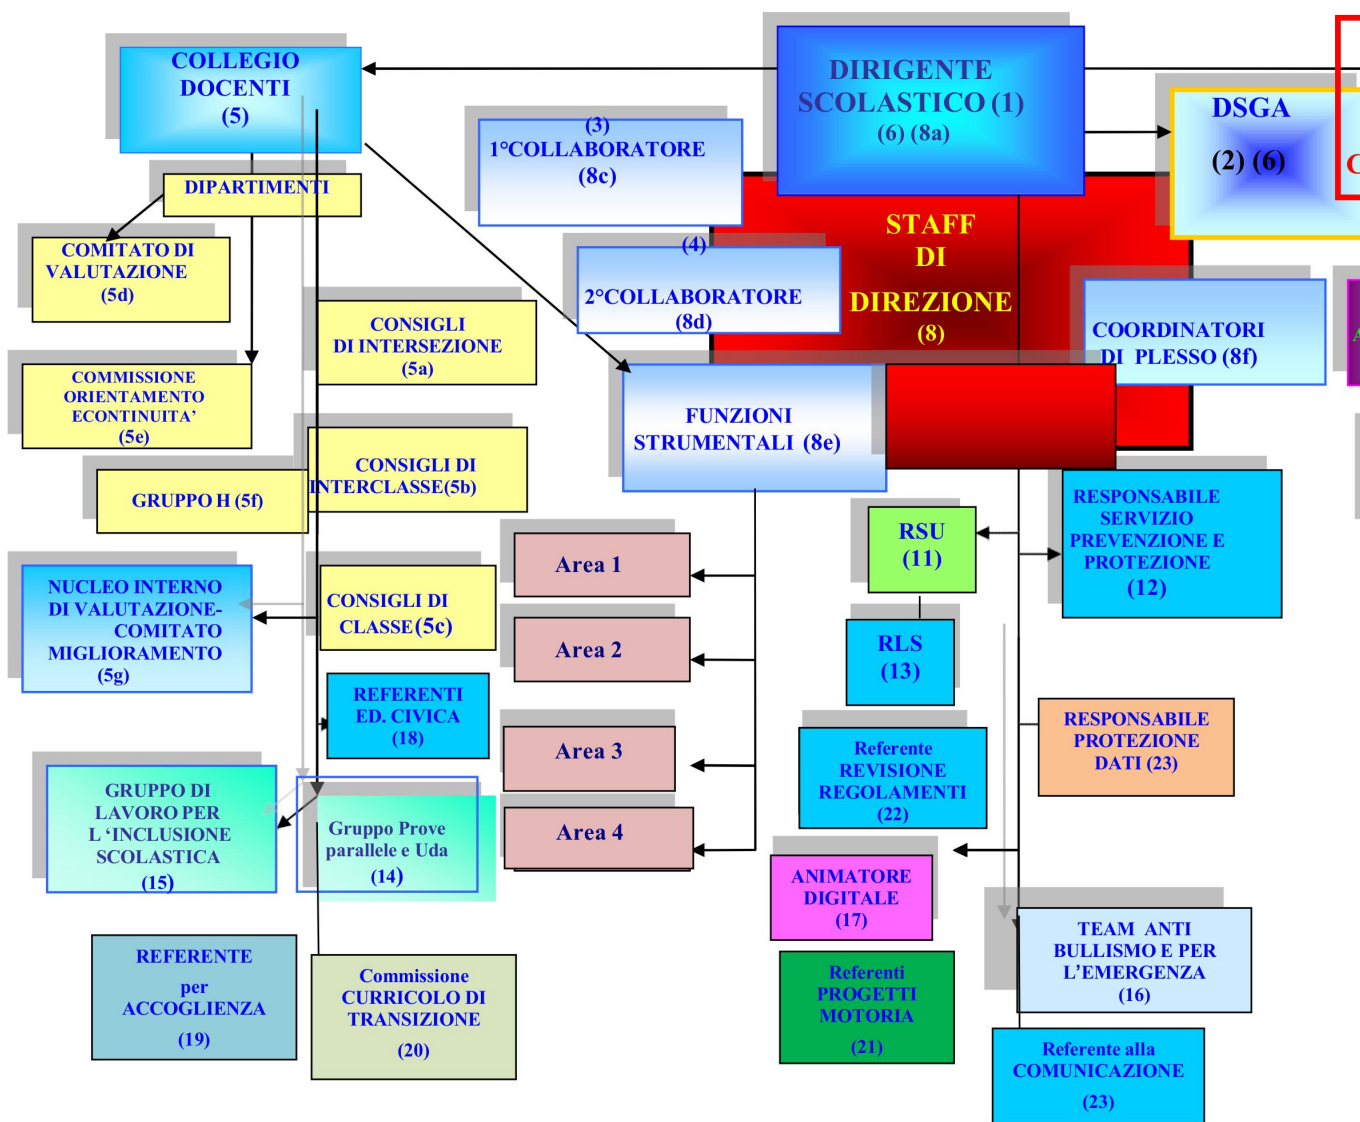 COLLEGIO
DOCENTI
(5)
DIRIGENTE
SCOLASTICO (1)
(6) (8a)
DSGA
(2) (6)
(3)
1°COLLABORATORE
(8c)
DIPARTIMENTI
STAFF
DI
DIREZIONE
(8)
(4)
2°COLLABORATORE
(8d)
COMITATO DI
VALUTAZIONE
(5d)
CONSIGLI
DI INTERSEZIONE
(5a)
COORDINATORI
DI PLESSO (8f)
COMMISSIONE
ORIENTAMENTO
ECONTINUITA’
(5e)
FUNZIONI
STRUMENTALI (8e)
CONSIGLI DI
INTERCLASSE(5b)
GRUPPO H (5f)
RESPONSABILE
SERVIZIO
PREVENZIONE E
PROTEZIONE
(12)
RSU
(11)
Area 1
NUCLEO INTERNO
DI VALUTAZIONE-
COMITATO
MIGLIORAMENTO
(5g)
CONSIGLI DI
CLASSE(5c)
Area 2
RLS
(13)
REFERENTI
ED. CIVICA
(18)
RESPONSABILE
PROTEZIONE
DATI (23)
Area 3
Referente
REVISIONE
REGOLAMENTI
(22)
GRUPPO DI
LAVORO PER
L ‘INCLUSIONE
SCOLASTICA
(15)
Gruppo Prove
parallele e Uda
(14)
Area 4
ANIMATORE
DIGITALE
(17)
TEAM ANTI
BULLISMO E PER
L’EMERGENZA
(16)
REFERENTE
per
ACCOGLIENZA
(19)
Commissione
CURRICOLO DI
TRANSIZIONE
(20)
Referenti
PROGETTI
MOTORIA
(21)
Referente alla
COMUNICAZIONE
(23)